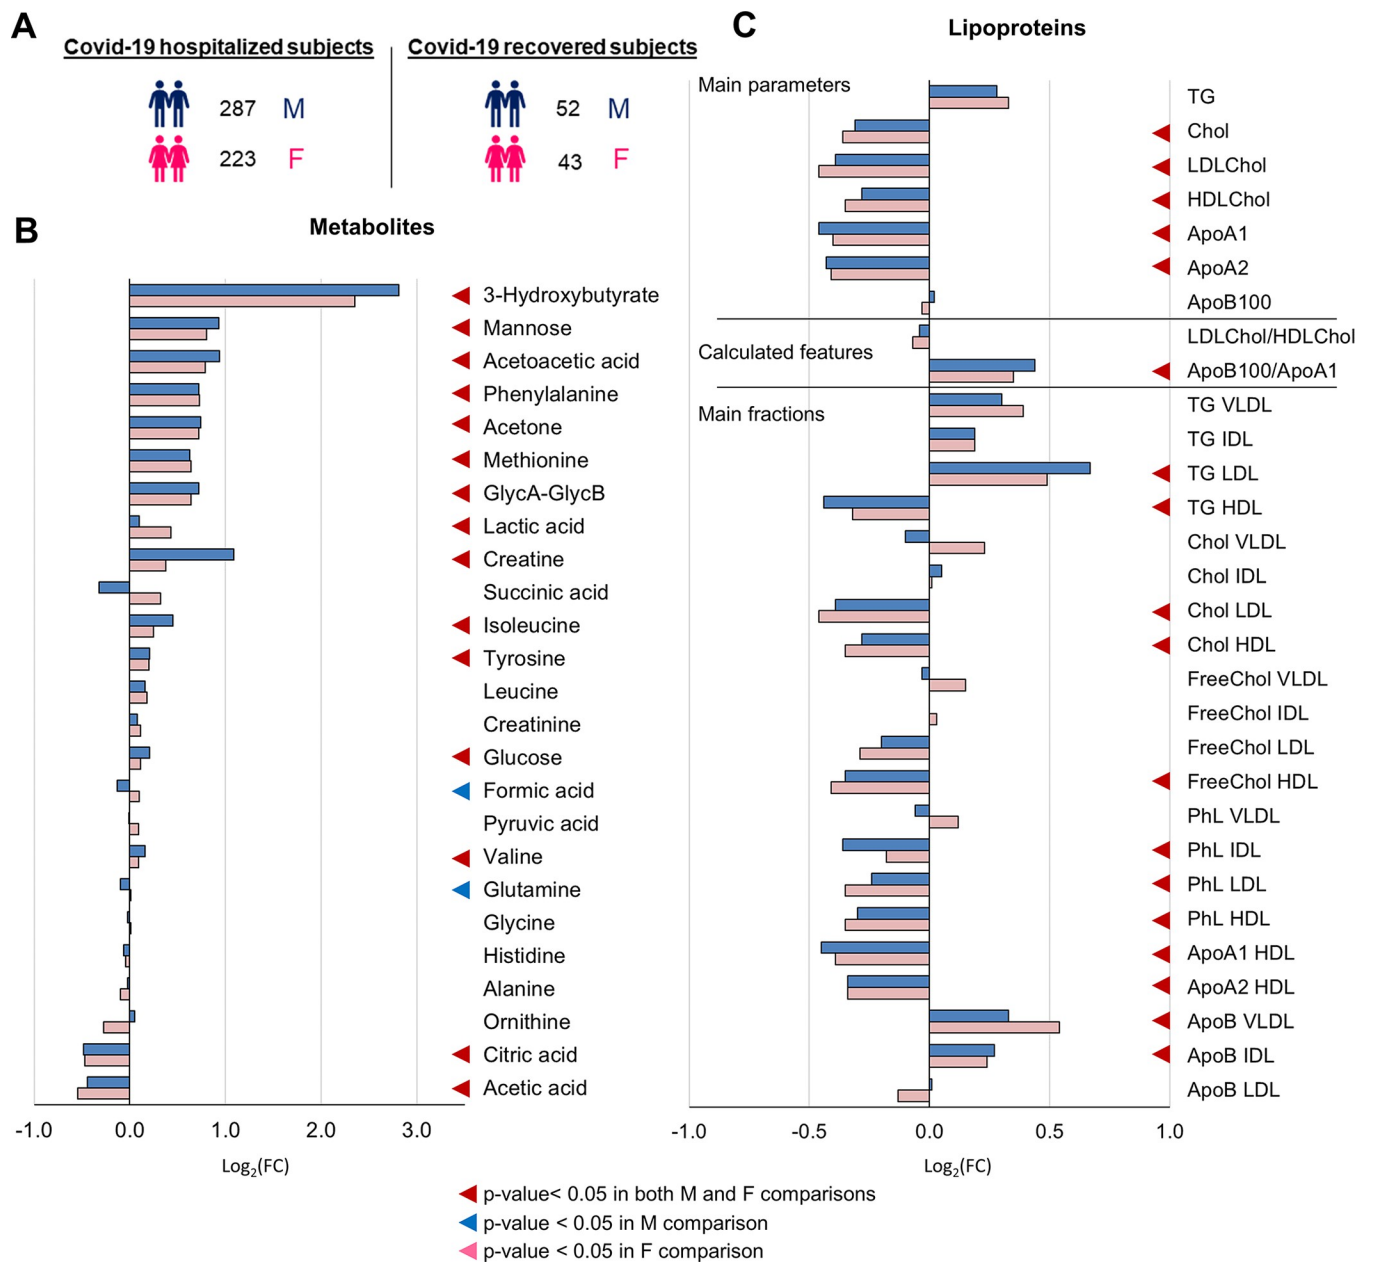 A
Covid-19 hospitalized subjects
287 M
223 F
Covid-19 recovered subjects
52 M
43 F
B
Metabolites
3-Hydroxybutyrate
Mannose
Acetoacetic acid
Phenylalanine
Acetone
Methionine
GlycA-GlycB
Lactic acid
Creatine
Succinic acid
Isoleucine
Tyrosine
Leucine
Creatinine
Glucose
Formic acid
Pyruvic acid
Valine
Glutamine
Glycine
Histidine
Alanine
Ornithine
Citric acid
Acetic acid
-1.0 0.0 1.0 2.0 3.0
Log2(FC)
C
Lipoproteins
Main parameters
TG
Chol
LDLChol
HDLChol
ApoA1
ApoA2
ApoB100
Calculated features
LDLChol/HDLChol
ApoB100/ApoA1
Main fractions
TG VLDL
TG IDL
TG LDL
TG HDL
Chol VLDL
Chol IDL
Chol LDL
Chol HDL
FreeChol VLDL
FreeChol IDL
FreeChol LDL
FreeChol HDL
PhL VLDL
PhL IDL
PhL LDL
PhL HDL
ApoA1 HDL
ApoA2 HDL
ApoB VLDL
ApoB IDL
ApoB LDL
-1.0 -0.5 0.0 0.5 1.0
Log2(FC)
p-value< 0.05 in both M and F comparisons
p-value < 0.05 in M comparison
p-value < 0.05 in F comparison